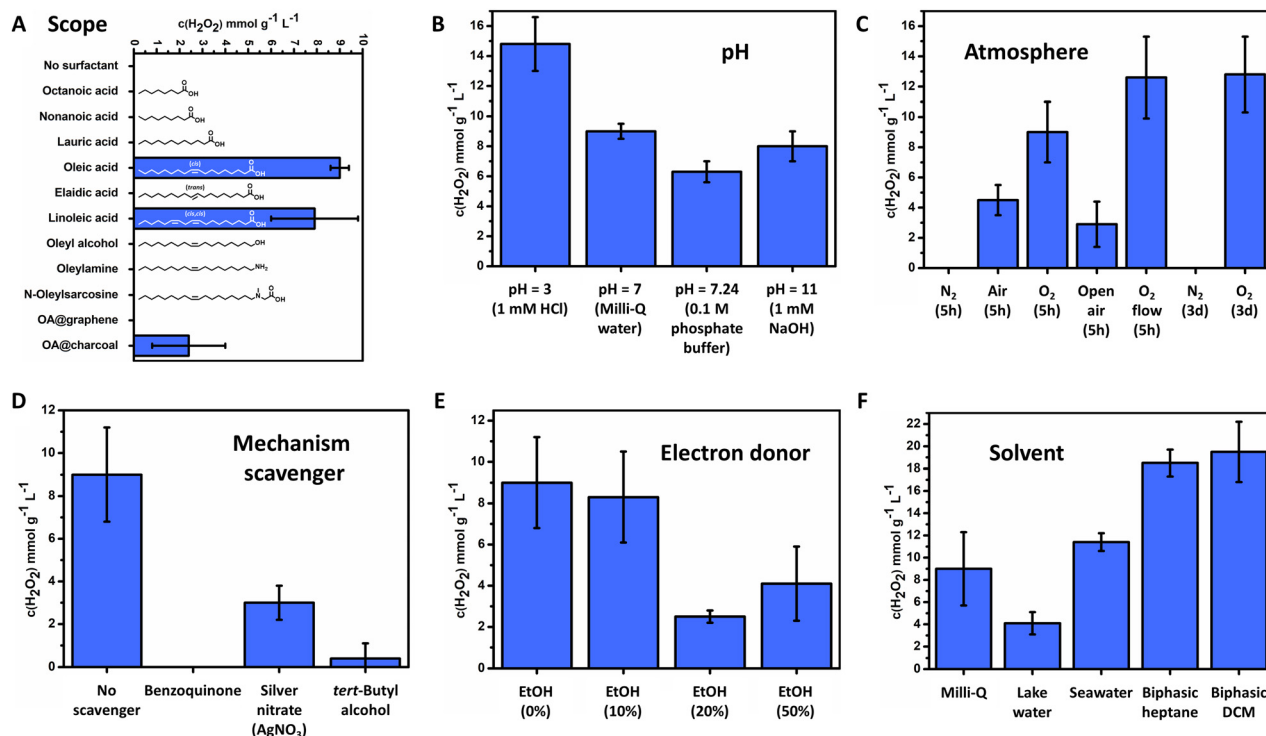 A Scope
c(H₂O₂) mmol g⁻¹ L⁻¹
0 1 2 3 4 5 6 7 8 9 10
No surfactant
Octanoic acid
O
OH
Nonanoic acid
O
OH
Lauric acid
O
OH
Oleic acid
(cis)
O
OH
Elaidic acid
(trans)
O
OH
Linoleic acid
(cis,cis)
O
OH
Oleyl alcohol
OH
Oleylamine
NH₂
N-Oleylsarcosine
N
O
OH
OA@graphene
OA@charcoal
B
pH
c(H₂O₂) mmol g⁻¹ L⁻¹
16
14
12
10
8
6
4
2
0
pH = 3
(1 mM HCl)
pH = 7
(Milli-Q
water)
pH = 7.24
(0.1 M
phosphate
buffer)
pH = 11
(1 mM
NaOH)
C
Atmosphere
c(H₂O₂) mmol g⁻¹ L⁻¹
16
14
12
10
8
6
4
2
0
N₂
(5h)
Air
(5h)
O₂
(5h)
Open
air
(5h)
O₂
flow
(5h)
N₂
(3d)
O₂
(3d)
D
Mechanism
scavenger
c(H₂O₂) mmol g⁻¹ L⁻¹
12
10
8
6
4
2
0
No
scavenger
Benzoquinone
Silver
nitrate
(AgNO₃)
tert-Butyl
alcohol
E
Electron donor
c(H₂O₂) mmol g⁻¹ L⁻¹
12
10
8
6
4
2
0
EtOH
(0%)
EtOH
(10%)
EtOH
(20%)
EtOH
(50%)
F
Solvent
c(H₂O₂) mmol g⁻¹ L⁻¹
22
20
18
16
14
12
10
8
6
4
2
0
Milli-Q
Lake
water
Seawater
Biphasic
heptane
Biphasic
DCM